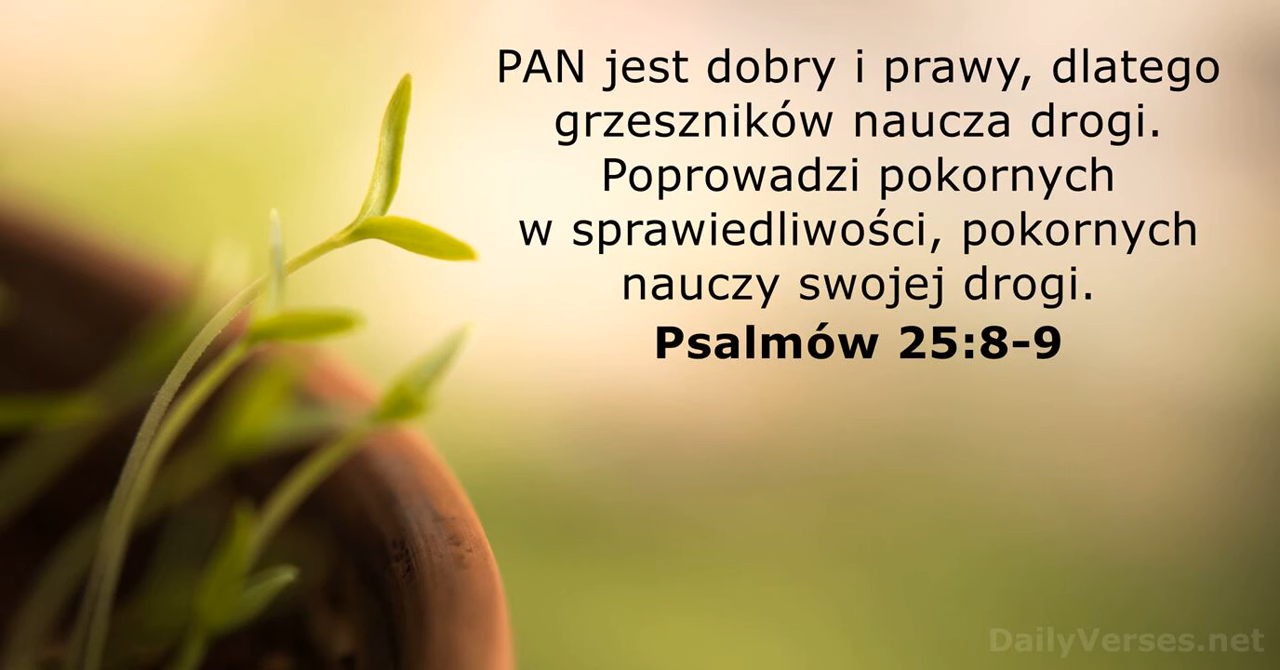 PAN jest dobry i prawy, dlatego
grzeszników naucza drogi.
Poprowadzi pokornych
w sprawiedliwości, pokornych
nauczy swojej drogi.
Psalmów 25:8-9
DailyVerses.net